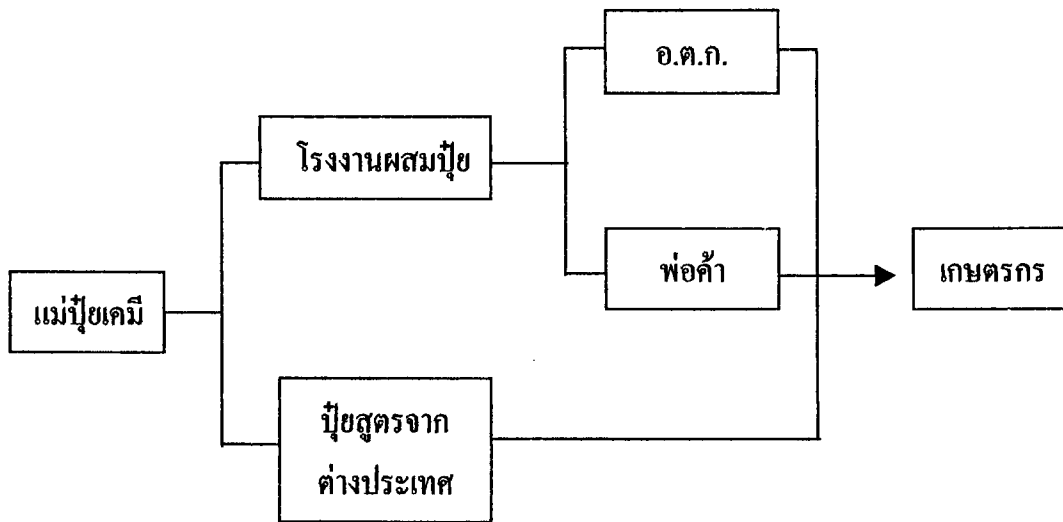 อ.ต.ก.
โรงงานผสมปุ๋ย
พ่อค้า
เกษตรกร
แม่ปุ๋ยเคมี
ปุ๋ยสูตรจาก
ต่างประเทศ